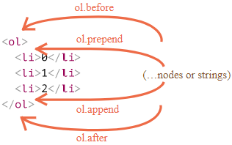 ol.before
<ol>
ol.prepend
<li>0</li>
<li>1</li>
(…nodes or strings)
<li>2</li>
ol.append
</ol>
ol.after